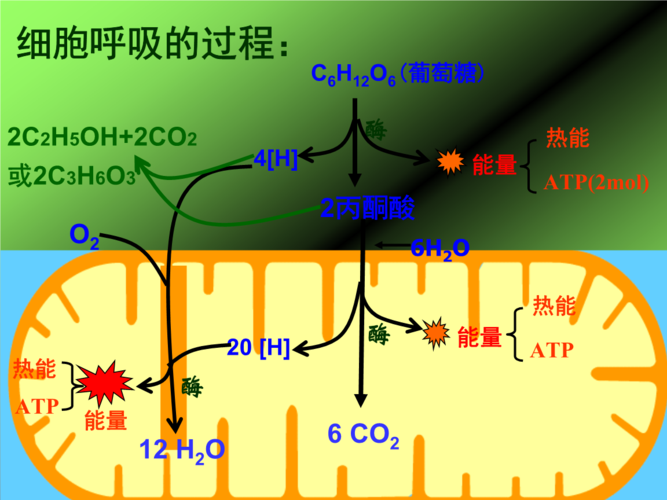 细胞呼吸的过程：
C₆H₁₂O₆(葡萄糖)
酶
2C2H5OH+2CO2
或2C3H6O3
4[H]
能量
热能
ATP(2mol)
2丙酮酸
O₂
6H₂O
酶
能量
热能
ATP
20 [H]
热能
ATP
能量
酶
12 H₂O
6 CO₂